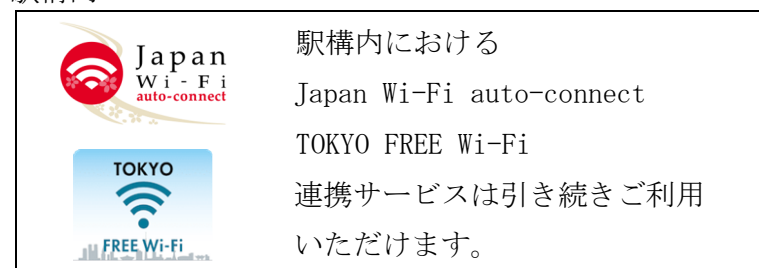 Japan
Wi-Fi
auto-connect
TOKYO
FREE Wi-Fi
駅構内における
Japan Wi-Fi auto-connect
TOKYO FREE Wi-Fi
連携サービスは引き続きご利用
いただけます。